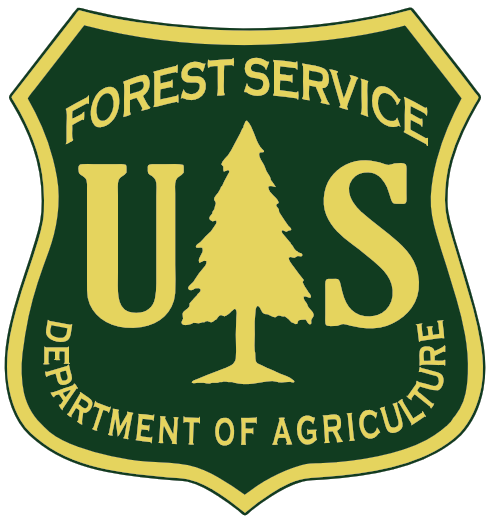 FOREST SERVICE
U S
DEPARTMENT OF AGRICULTURE